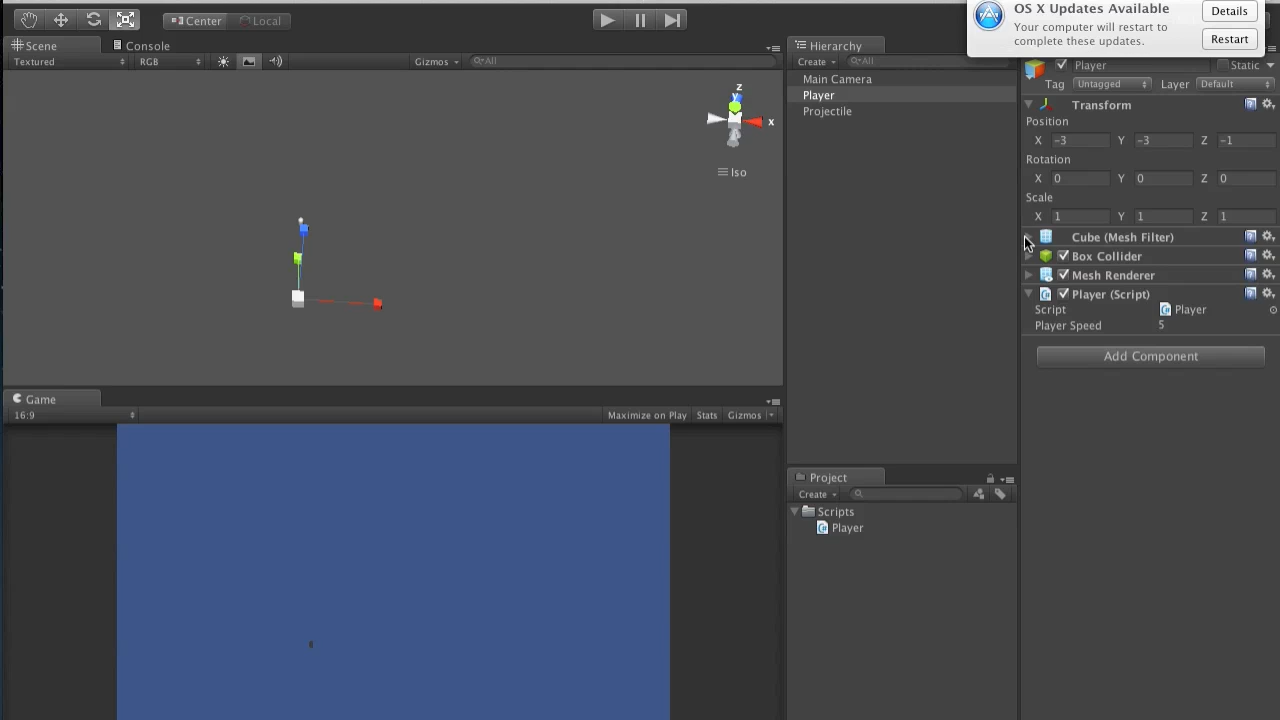 Center Local
OS X Updates Available
Your computer will restart to
complete these updates.
Details
Restart
Scene Console
Textured RGB Gizmos All
z
y
x
Iso
Hierarchy
Create All
Main Camera
Player
Projectile
Player Static
Tag Untagged Layer Default
Transform
Position
X -3 Y -3 Z -1
Rotation
X 0 Y 0 Z 0
Scale
X 1 Y 1 Z 1
Cube (Mesh Filter)
Box Collider
Mesh Renderer
Player (Script)
Script Player
Player Speed 5
Add Component
Game
16:9 Maximize on Play Stats Gizmos
Project
Create
Scripts
Player